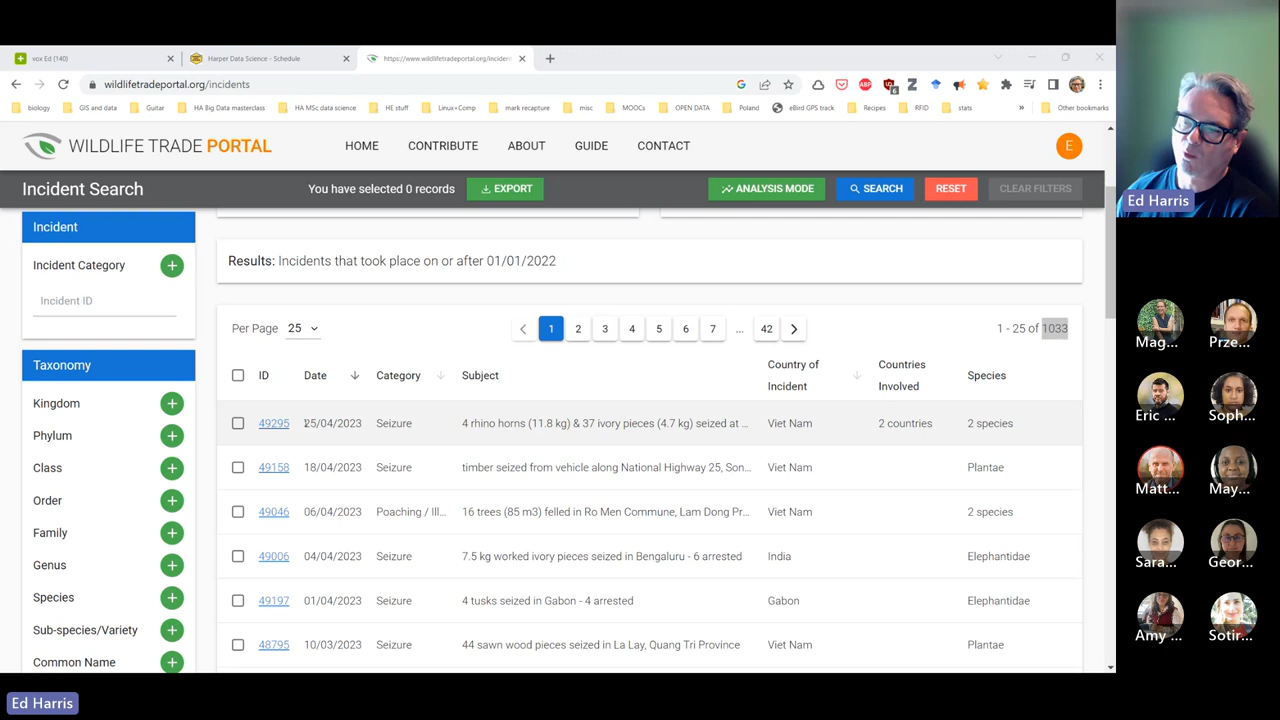 vox Ed (140)
Harper Data Science - Schedule
https://www.wildlifetradeportal.org/inciden
wildlifetradeportal.org/incidents
biology
GIS and data
Guitar
HA Big Data masterclass
HA MSc data science
HE stuff
Linux+Comp
mark recapture
misc
MOOCs
OPEN DATA
Poland
eBird GPS track
Recipes
RFID
stats
»
Other bookmarks
WILDLIFE TRADE PORTAL
HOME
CONTRIBUTE
ABOUT
GUIDE
CONTACT
E
Incident Search
You have selected 0 records
EXPORT
ANALYSIS MODE
SEARCH
RESET
CLEAR FILTERS
Incident
Incident Category
Incident ID
Taxonomy
Kingdom
Phylum
Class
Order
Family
Genus
Species
Sub-species/Variety
Common Name
Results: Incidents that took place on or after 01/01/2022
Per Page 25
1 2 3 4 5 6 7 ... 42
1 - 25 of 1033
ID Date Category Subject Country of Incident Countries Involved Species
49295 25/04/2023 Seizure 4 rhino horns (11.8 kg) & 37 ivory pieces (4.7 kg) seized at ... Viet Nam 2 countries 2 species
49158 18/04/2023 Seizure timber seized from vehicle along National Highway 25, Son... Viet Nam Plantae
49046 06/04/2023 Poaching / Ill... 16 trees (85 m3) felled in Ro Men Commune, Lam Dong Pr... Viet Nam 2 species
49006 04/04/2023 Seizure 7.5 kg worked ivory pieces seized in Bengaluru - 6 arrested India Elephantidae
49197 01/04/2023 Seizure 4 tusks seized in Gabon - 4 arrested Gabon Elephantidae
48795 10/03/2023 Seizure 44 sawn wood pieces seized in La Lay, Quang Tri Province Viet Nam Plantae
Ed Harris
Mag... Prze...
Eric ... Soph...
Matt... May...
Sara... Geor...
Amy ... Sotir...
Ed Harris